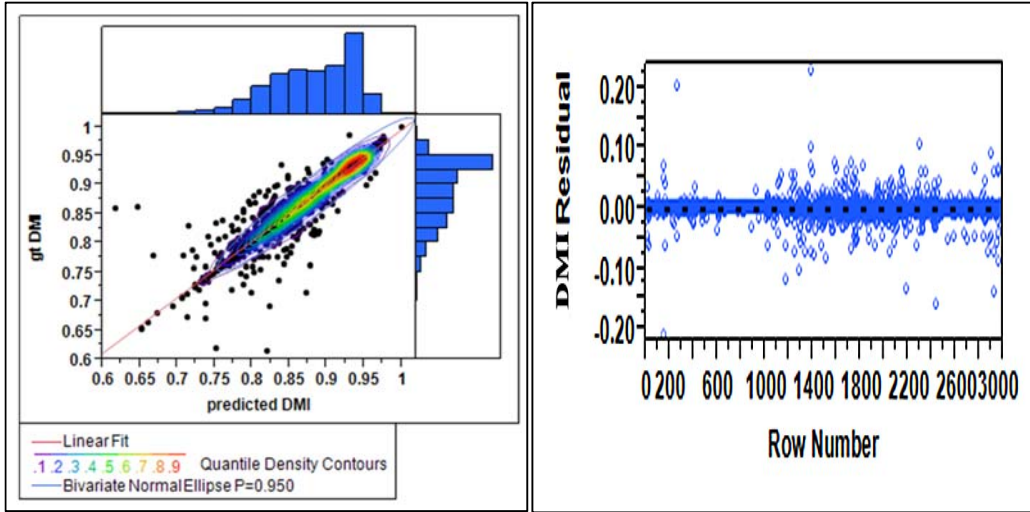 gt DMI
1
0.95
0.9
0.85
0.8
0.75
0.7
0.65
0.6
0.6 0.65 0.7 0.75 0.8 0.85 0.9 0.95 1
predicted DMI
Linear Fit
.1 .2 .3 .4 .5 .6 .7 .8 .9 Quantile Density Contours
Bivariate Normal Ellipse P=0.950
DMI Residual
0.20
0.10
0.00
-0.10
-0.20
0 200 600 1000 1400 1800 2200 2600 3000
Row Number